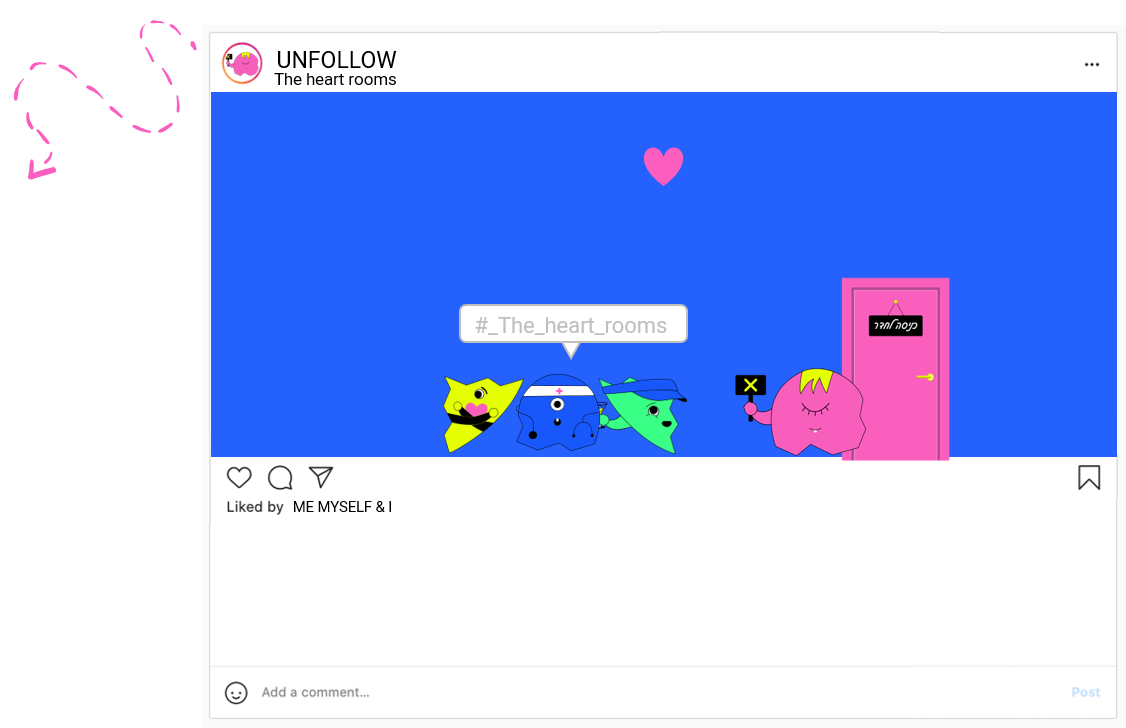 UNFOLLOW
The heart rooms
#_The_heart_rooms
כניסה לחדר
Liked by ME MYSELF & I
Add a comment...
Post